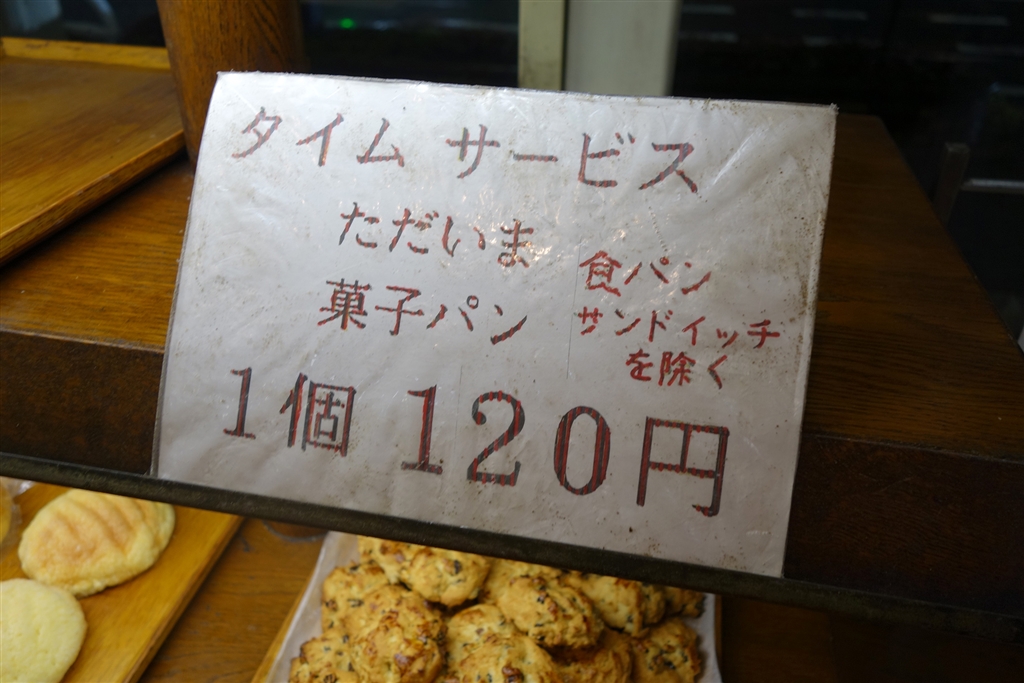 タイム サービス
ただいま
菓子パン
食パン
サンドイッチ
を除く
1個 120円